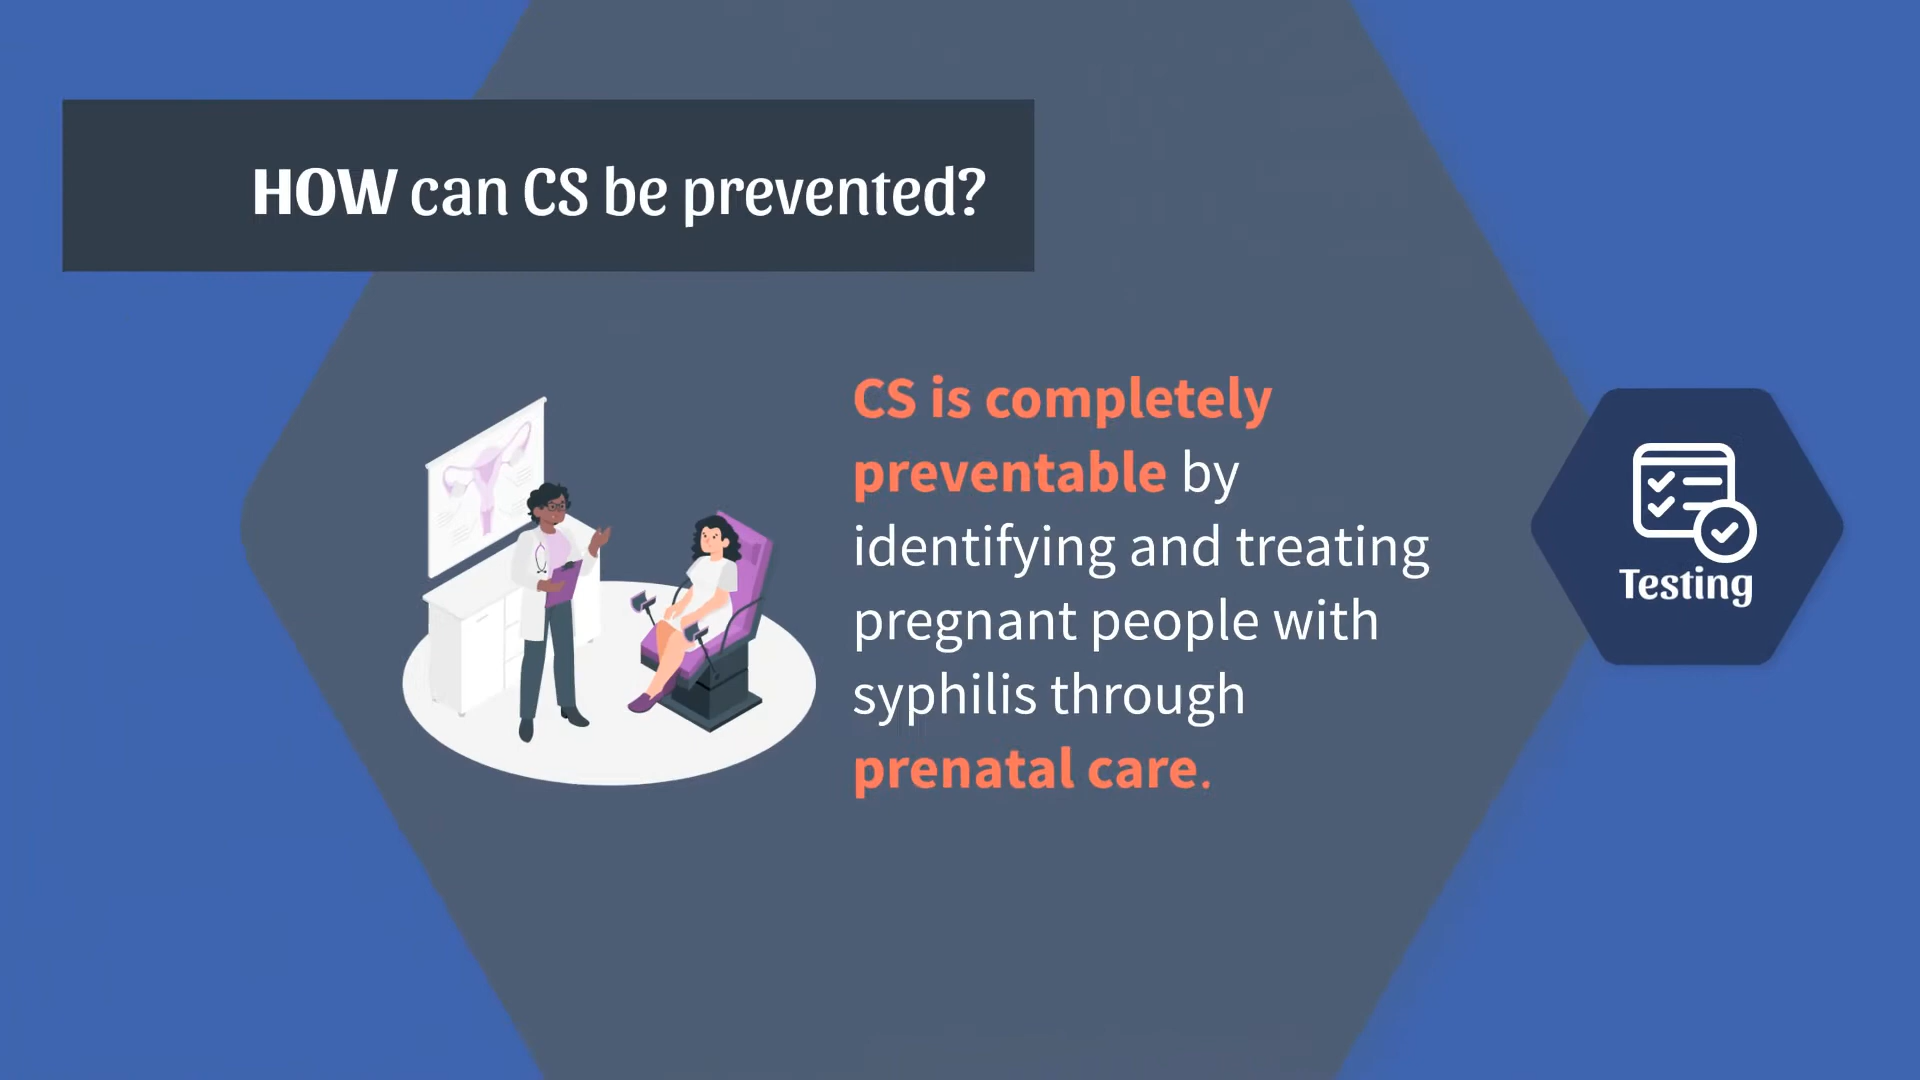 HOW can CS be prevented?
CS is completely
preventable by
identifying and treating
pregnant people with
syphilis through
prenatal care.
Testing